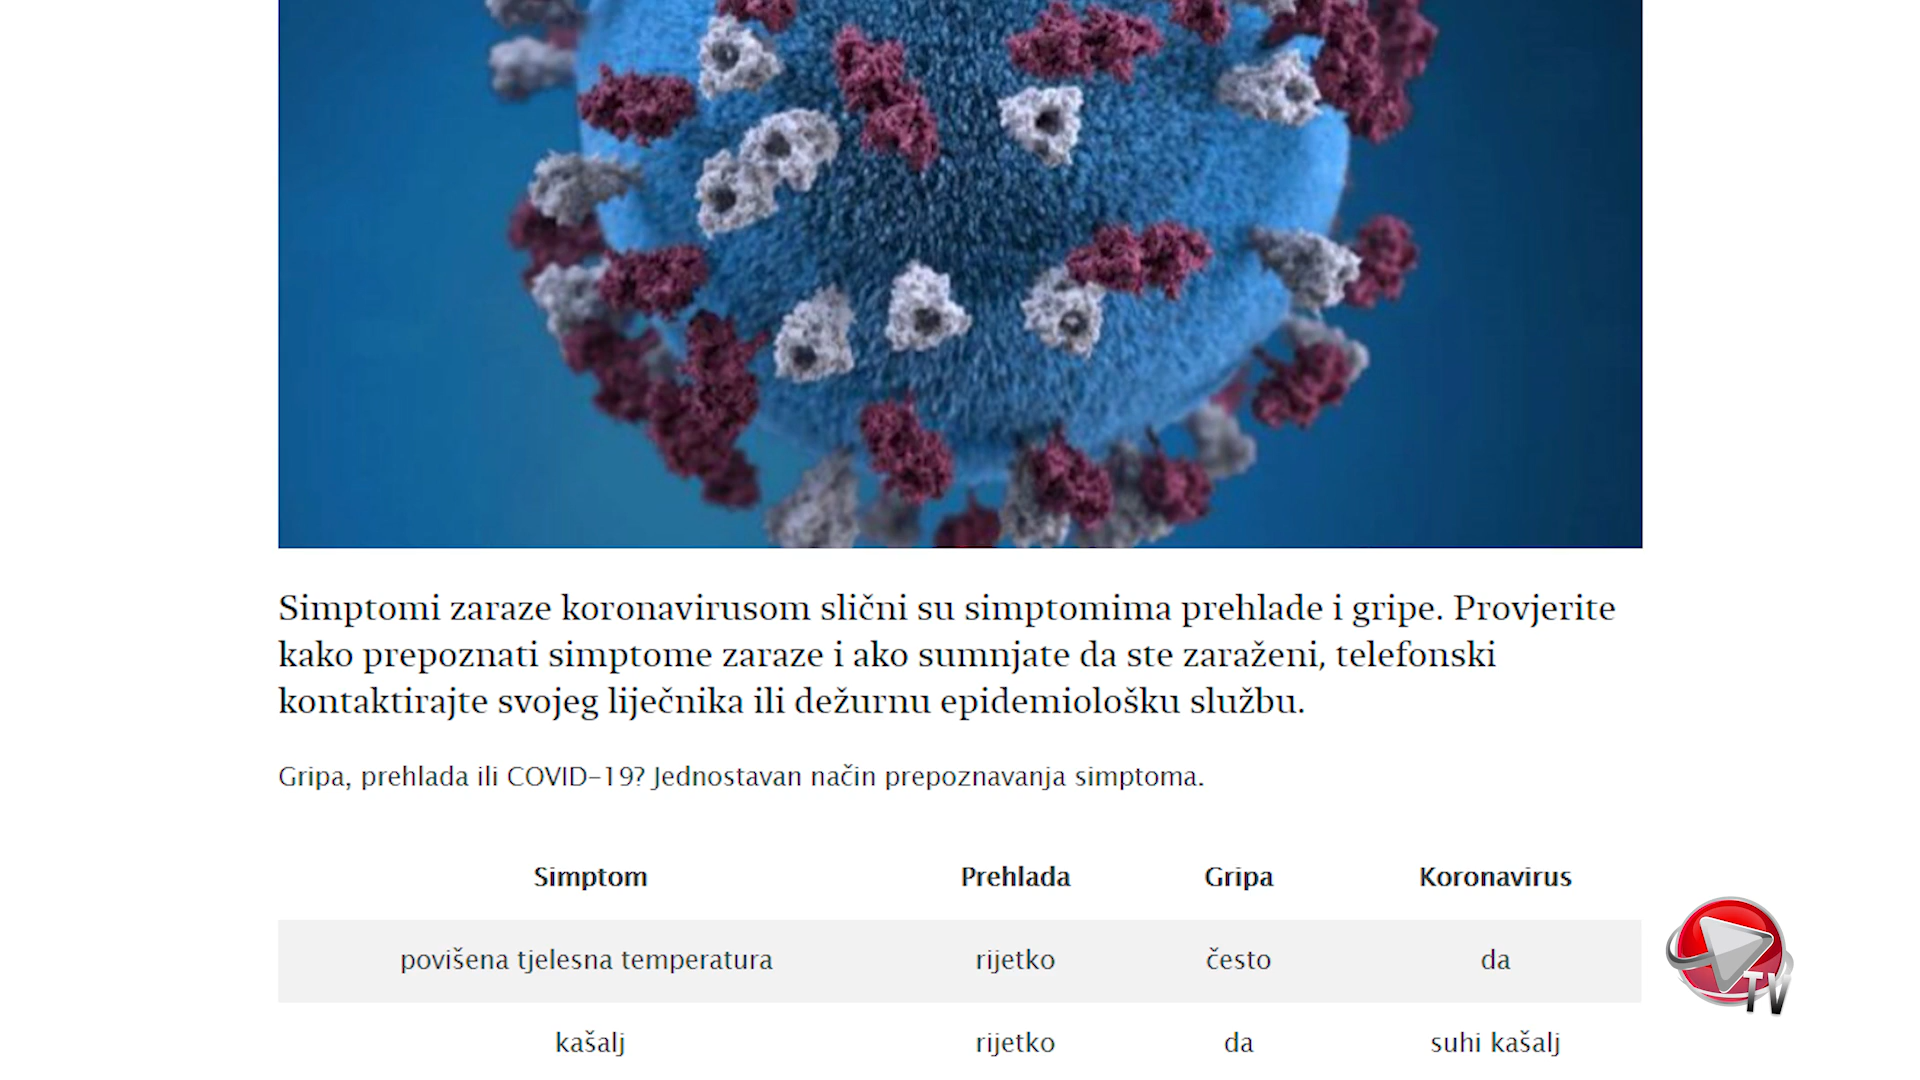 Simptomi zaraze koronavirusom slični su simptomima prehlade i gripe. Provjerite
kako prepoznati simptome zaraze i ako sumnjate da ste zaraženi, telefonski
kontaktirajte svojeg liječnika ili dežurnu epidemiološku službu.
Gripa, prehlada ili COVID–19? Jednostavan način prepoznavanja simptoma.
Simptom Prehlada Gripa Koronavirus
povišena tjelesna temperatura rijetko često da
kašalj rijetko da suhi kašalj
TV